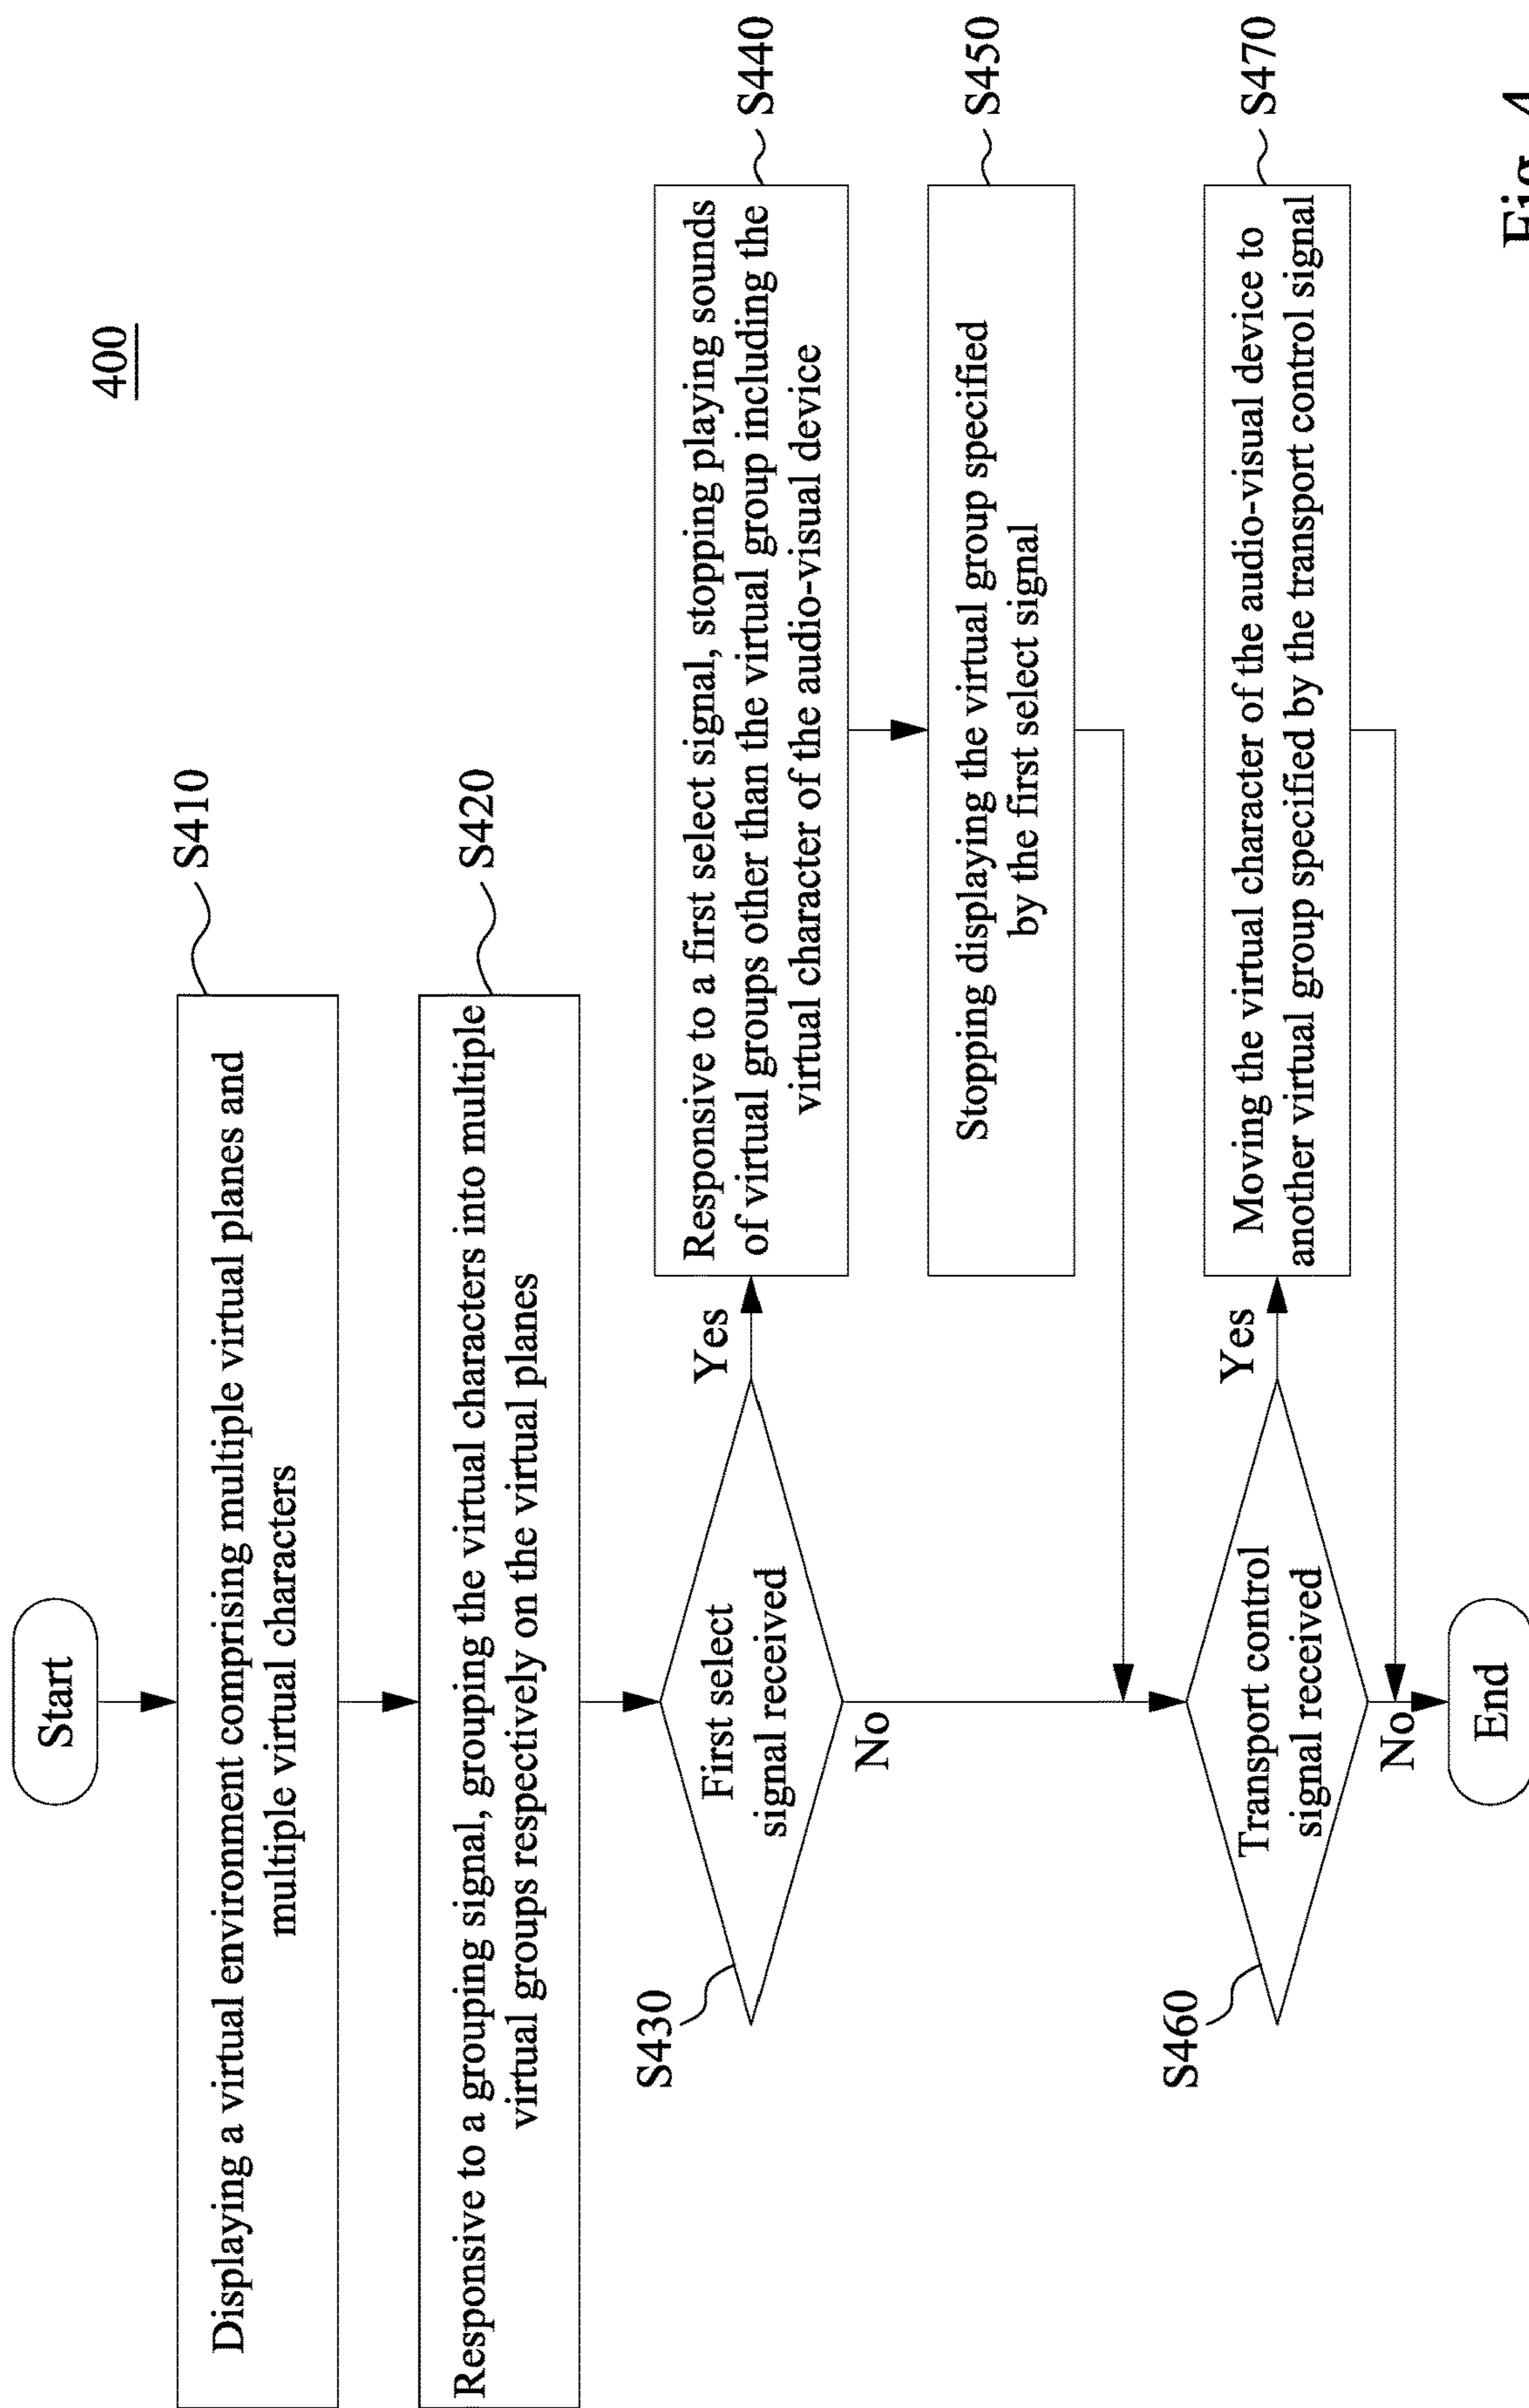 400
Start
Displaying a virtual environment comprising multiple virtual planes and
multiple virtual characters
S410
Responsive to a grouping signal, grouping the virtual characters into multiple
virtual groups respectively on the virtual planes
S420
S430
First select
signal received
Yes
No
Responsive to a first select signal, stopping playing sounds
of virtual groups other than the virtual group including the
virtual character of the audio-visual device
S440
Stopping displaying the virtual group specified
by the first select signal
S450
S460
Transport control
signal received
Yes
No
Moving the virtual character of the audio-visual device to
another virtual group specified by the transport control signal
S470
End
Fig. 4